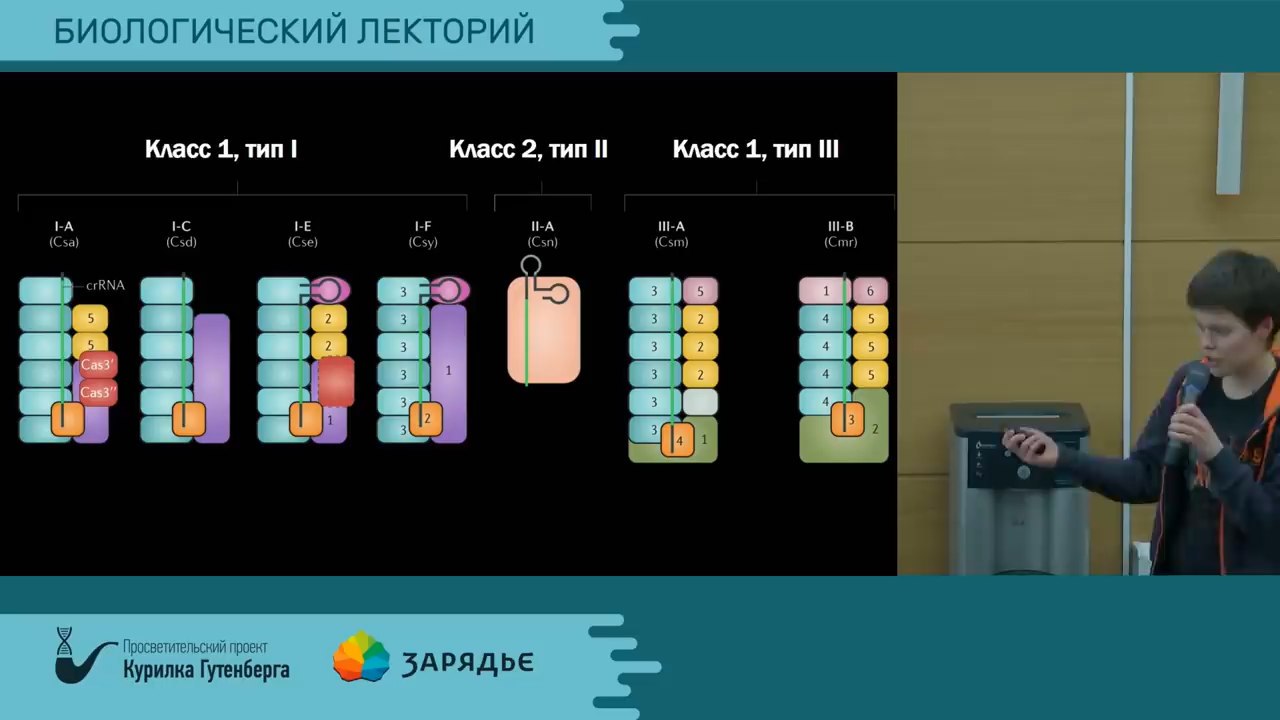 БИОЛОГИЧЕСКИЙ ЛЕКТОРИЙ
Класс 1, тип I
Класс 2, тип II
Класс 1, тип III
I-A
(Csa)
I-C
(Csd)
I-E
(Cse)
I-F
(Csy)
II-A
(Csn)
III-A
(Csm)
III-B
(Cmr)
crRNA
5
5
Cas3'
Cas3''
2
2
1
3
3
3
3
3
3
2
1
3
3
3
3
3
3
5
2
2
2
4
1
1
4
4
4
4
6
5
5
5
3
2
Просветительский проект
Курилка Гутенберга
ЗАРЯДЬЕ